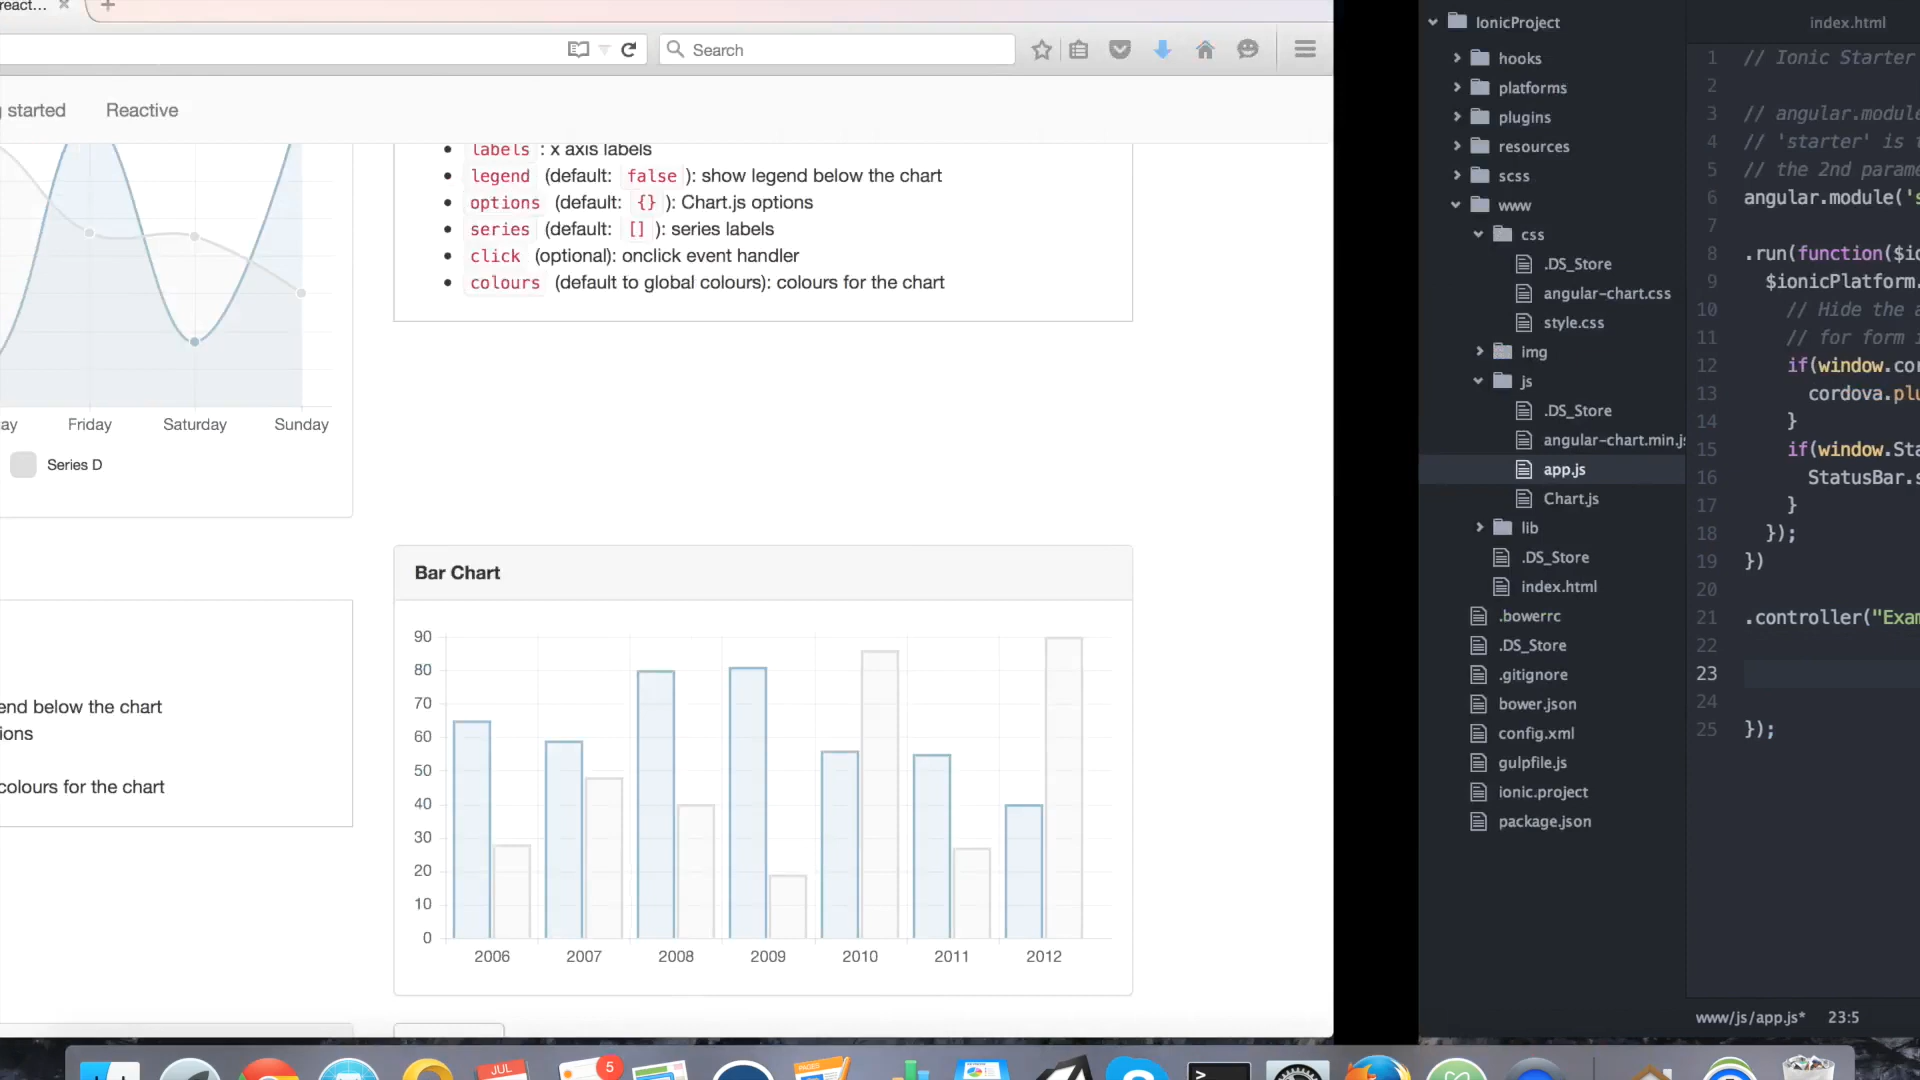 react...
Search
started
Reactive
labels : x axis labels
legend (default: false ): show legend below the chart
options (default: {} ): Chart.js options
series (default: [] ): series labels
click (optional): onclick event handler
colours (default to global colours): colours for the chart
ay Friday Saturday Sunday
Series D
end below the chart
ions
colours for the chart
Bar Chart
90
80
70
60
50
40
30
20
10
0
2006 2007 2008 2009 2010 2011 2012
IonicProject
hooks
platforms
plugins
resources
scss
www
css
.DS_Store
angular-chart.css
style.css
img
js
.DS_Store
angular-chart.min.js
app.js
Chart.js
lib
.DS_Store
index.html
.bowerrc
.DS_Store
.gitignore
bower.json
config.xml
gulpfile.js
ionic.project
package.json
index.html
1 // Ionic Starter
2
3 // angular.module
4 // 'starter' is t
5 // the 2nd parame
6 angular.module('s
7
8 .run(function($io
9 $ionicPlatform.
10 // Hide the a
11 // for form i
12 if(window.cor
13 cordova.plu
14 }
15 if(window.Sta
16 StatusBar.s
17 }
18 });
19 })
20
21 .controller("Exam
22
23
24
25 });
www/js/app.js* 23:5
JUL
5
PAGES